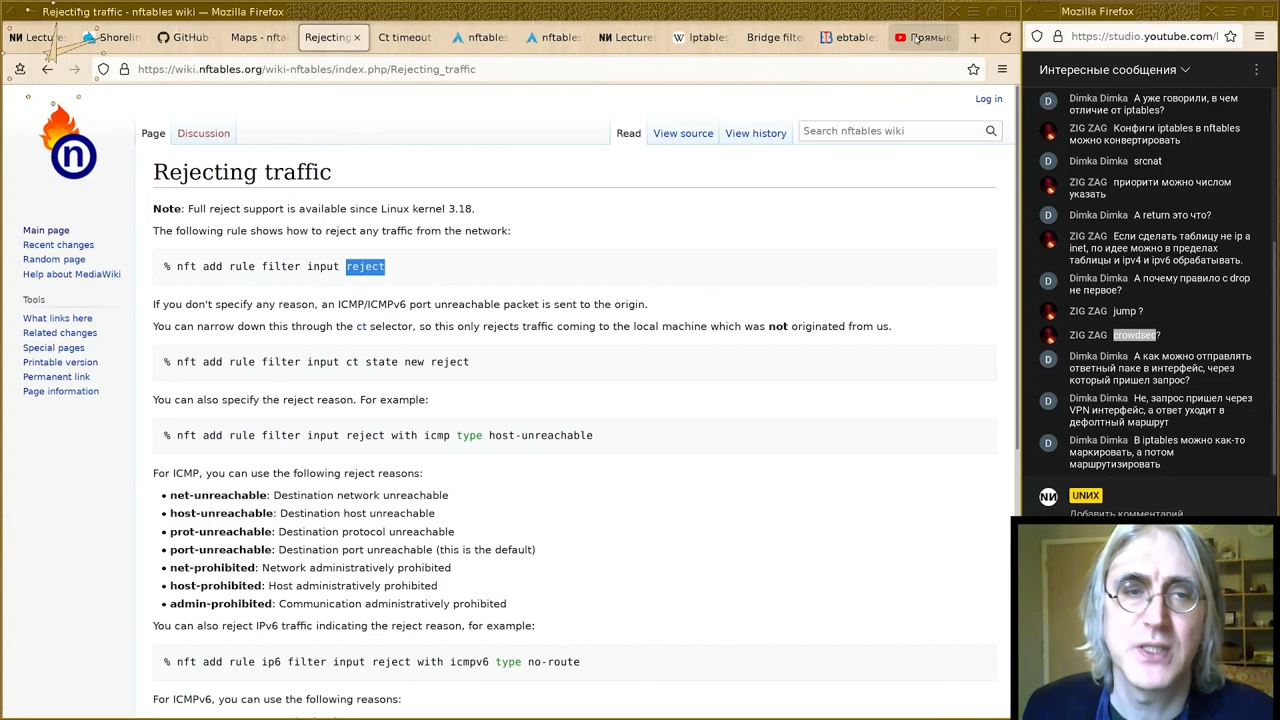 Rejecting traffic - nftables wiki — Mozilla Firefox
Mozilla Firefox
Lecture
Shorelin
GitHub
Maps - nfta
Rejecting
Ct timeout
nftables
nftables
Lectures
Iptables
Bridge filte
ebtable
Прямые
https://studio.youtube.com/
https://wiki.nftables.org/wiki-nftables/index.php/Rejecting_traffic
Log in
Page
Discussion
Read
View source
View history
Search nftables wiki
n
Main page
Recent changes
Random page
Help about MediaWiki
Tools
What links here
Related changes
Special pages
Printable version
Permanent link
Page information
Rejecting traffic
Note: Full reject support is available since Linux kernel 3.18.
The following rule shows how to reject any traffic from the network:
% nft add rule filter input reject
If you don't specify any reason, an ICMP/ICMPv6 port unreachable packet is sent to the origin.
You can narrow down this through the ct selector, so this only rejects traffic coming to the local machine which was not originated from us.
% nft add rule filter input ct state new reject
You can also specify the reject reason. For example:
% nft add rule filter input reject with icmp type host-unreachable
For ICMP, you can use the following reject reasons:
• net-unreachable: Destination network unreachable
• host-unreachable: Destination host unreachable
• prot-unreachable: Destination protocol unreachable
• port-unreachable: Destination port unreachable (this is the default)
• net-prohibited: Network administratively prohibited
• host-prohibited: Host administratively prohibited
• admin-prohibited: Communication administratively prohibited
You can also reject IPv6 traffic indicating the reject reason, for example:
% nft add rule ip6 filter input reject with icmpv6 type no-route
For ICMPv6, you can use the following reasons:
Интересные сообщения
D Dimka Dimka А уже говорили, в чем
отличие от iptables?
ZIG ZAG Конфиги iptables в nftables
можно конвертировать
D Dimka Dimka srcnat
ZIG ZAG приорити можно числом
указать
D Dimka Dimka А return это что?
ZIG ZAG Если сделать таблицу не ip а
inet, по идее можно в пределах
таблицы и ipv4 и ipv6 обрабатывать.
D Dimka Dimka А почему правило с drop
не первое?
ZIG ZAG jump ?
ZIG ZAG crowdsec?
D Dimka Dimka А как можно отправлять
ответный паке в интерфейс, через
который пришел запрос?
D Dimka Dimka Не, запрос пришел через
VPN интерфейс, а ответ уходит в
дефолтный маршрут
D Dimka Dimka В iptables можно как-то
маркировать, а потом
маршрутизировать
UNИX
Добавить комментарий